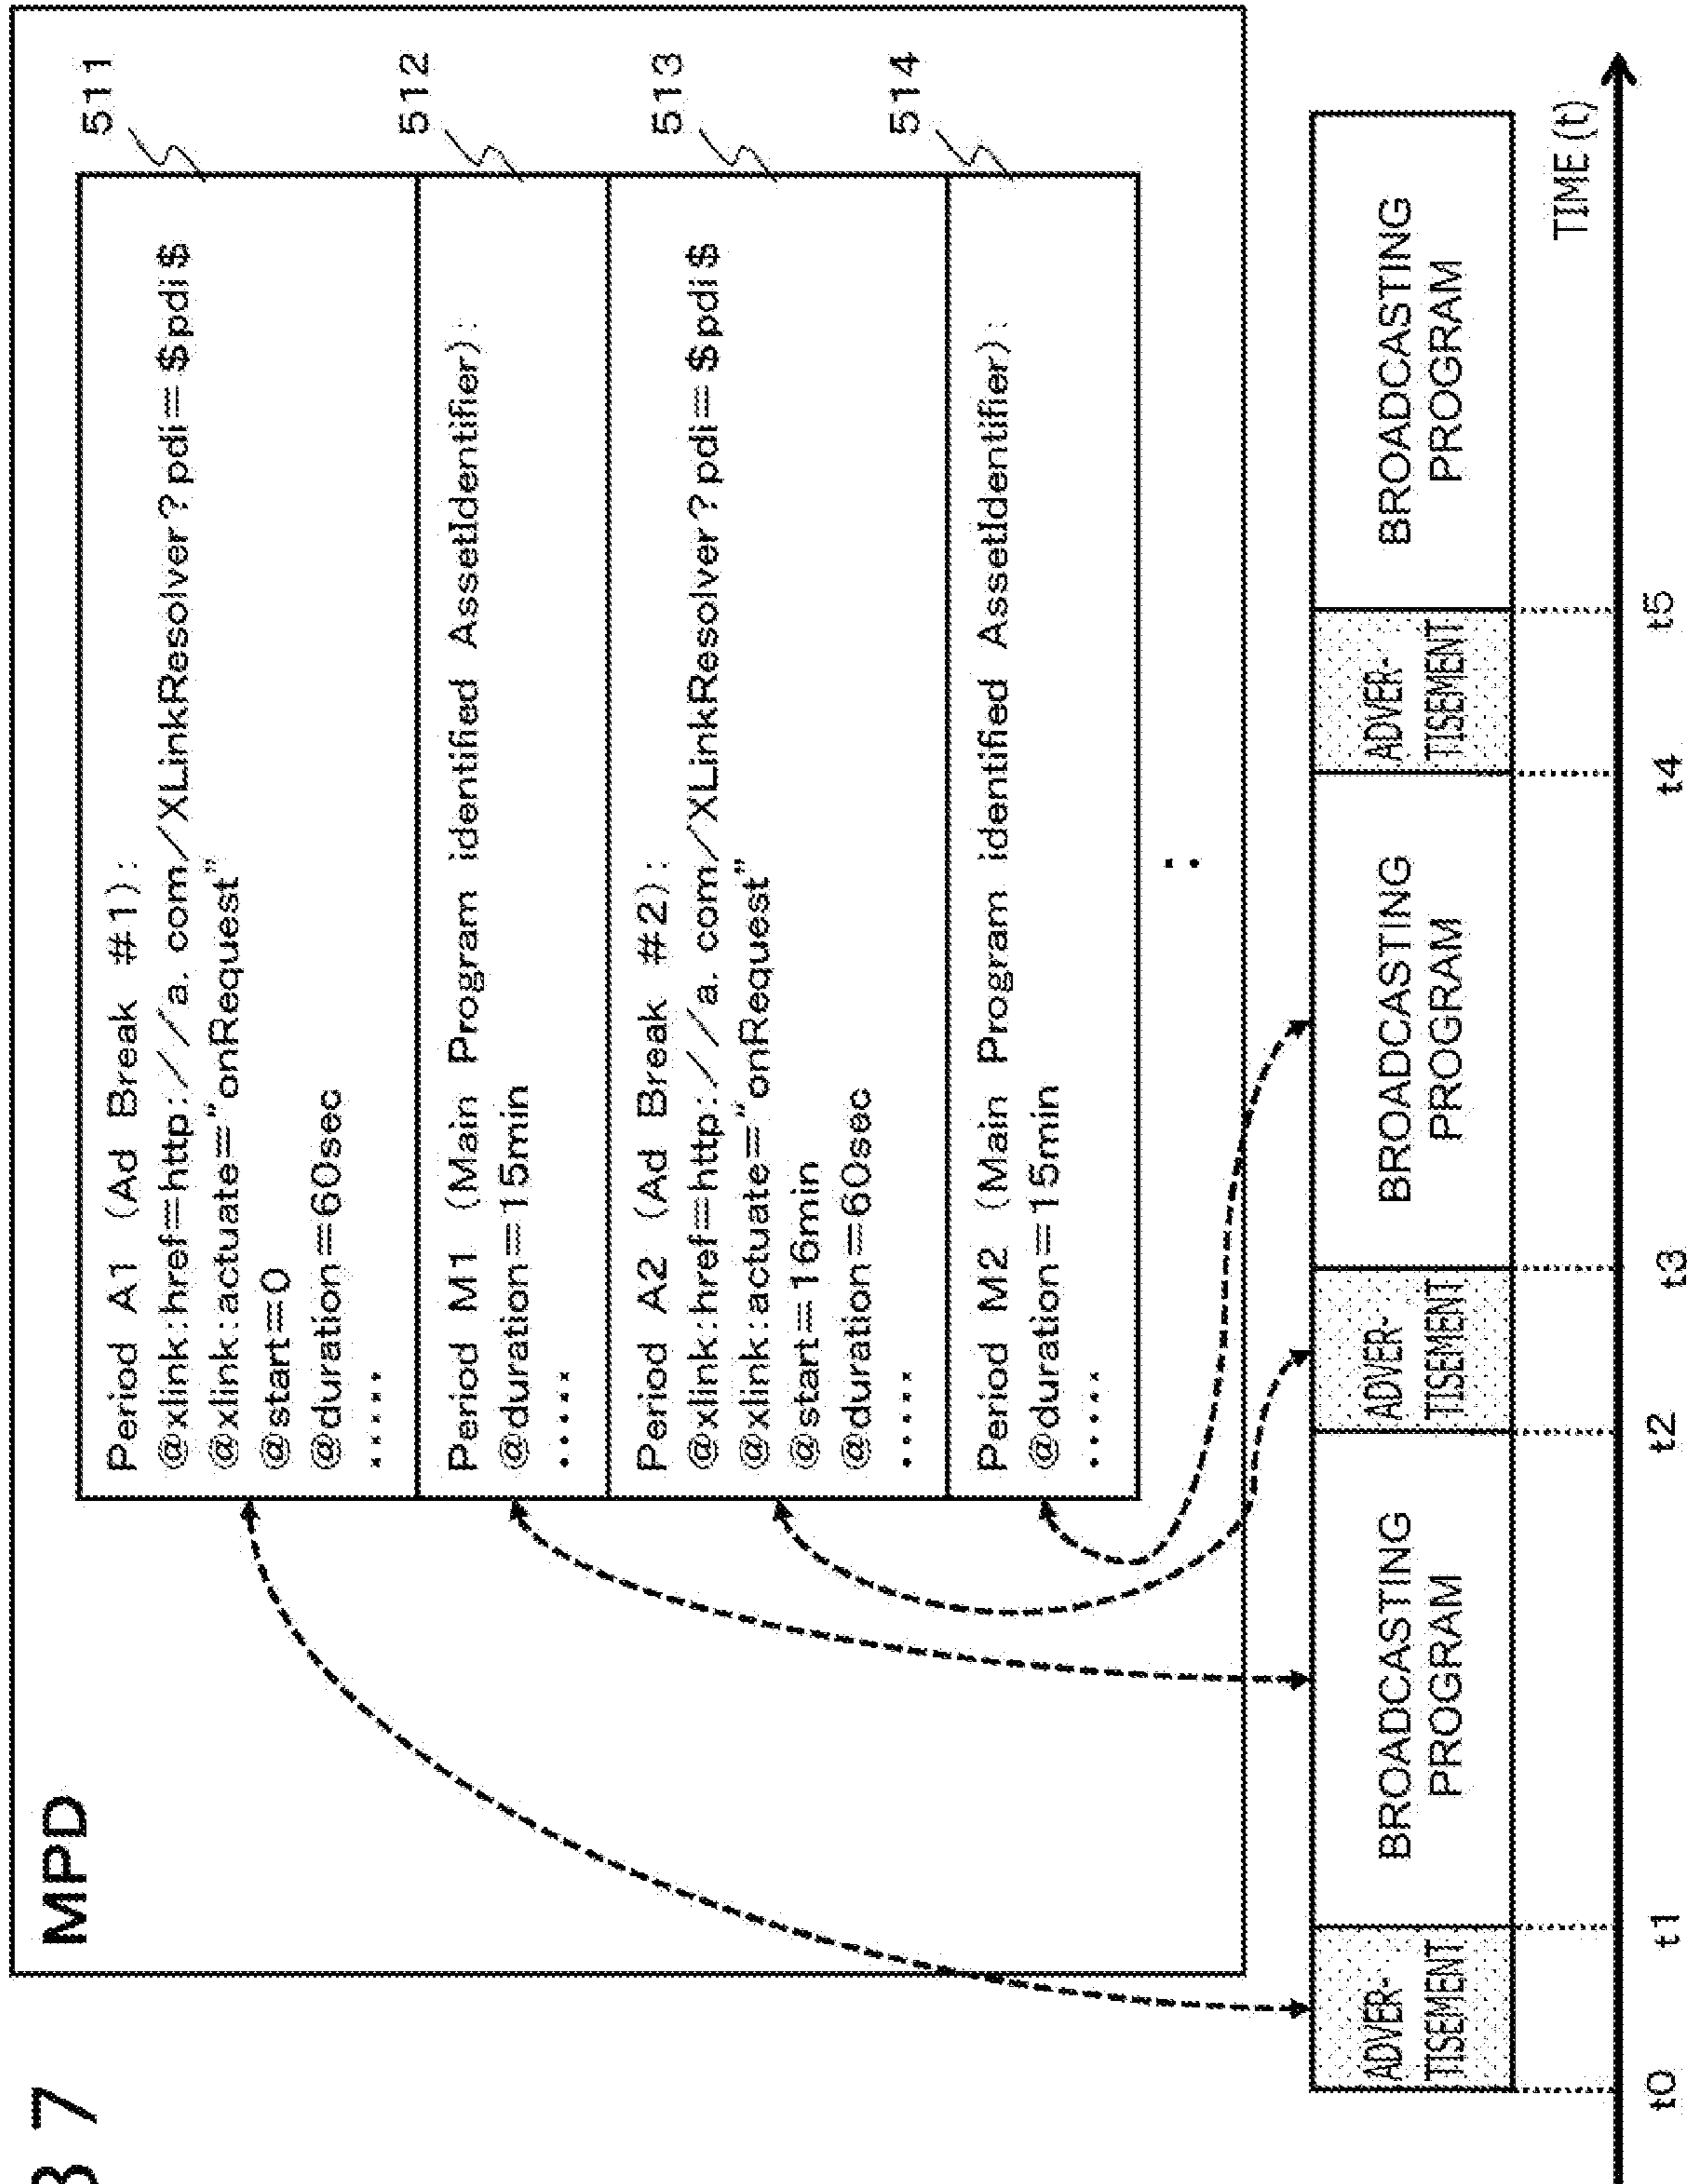 3 7
MPD
Period A1 (Ad Break #1):
@xlink:href=http://a.com/XLinkResolver?pdi=$pdi$
@xlink:actuate="onRequest"
@start=0
@duration=60sec
.....
511
Period M1 (Main Program identified AssetIdentifier):
@duration=15min
.....
512
Period A2 (Ad Break #2):
@xlink:href=http://a.com/XLinkResolver?pdi=$pdi$
@xlink:actuate="onRequest"
@start=16min
@duration=60sec
.....
513
Period M2 (Main Program identified AssetIdentifier):
@duration=15min
.....
514
:
ADVER-
TISEMENT
BROADCASTING
PROGRAM
ADVER-
TISEMENT
BROADCASTING
PROGRAM
ADVER-
TISEMENT
BROADCASTING
PROGRAM
TIME (t)
t0
t1
t2
t3
t4
t5